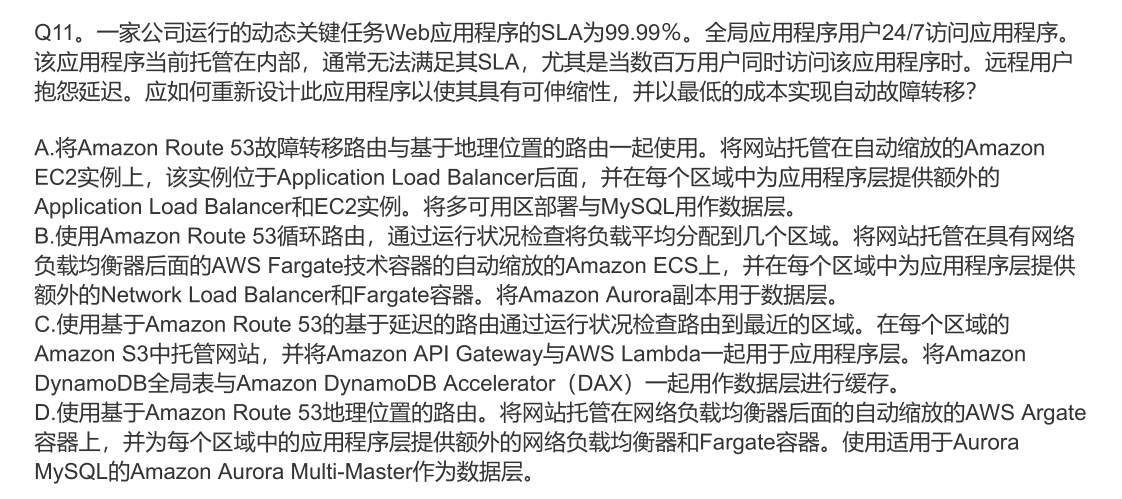 Q11。一家公司运行的动态关键任务Web应用程序的SLA为99.99%。全局应用程序用户24/7访问应用程序。
该应用程序当前托管在内部，通常无法满足其SLA，尤其是当数百万用户同时访问该应用程序时。远程用户
抱怨延迟。应如何重新设计此应用程序以使其具有可伸缩性，并以最低的成本实现自动故障转移？
A.将Amazon Route 53故障转移路由与基于地理位置的路由一起使用。将网站托管在自动缩放的Amazon
EC2实例上，该实例位于Application Load Balancer后面，并在每个区域中为应用程序层提供额外的
Application Load Balancer和EC2实例。将多可用区部署与MySQL用作数据层。
B.使用Amazon Route 53循环路由，通过运行状况检查将负载平均分配到几个区域。将网站托管在具有网络
负载均衡器后面的AWS Fargate技术容器的自动缩放的Amazon ECS上，并在每个区域中为应用程序层提供
额外的Network Load Balancer和Fargate容器。将Amazon Aurora副本用于数据层。
C.使用基于Amazon Route 53的基于延迟的路由通过运行状况检查路由到最近的区域。在每个区域的
Amazon S3中托管网站，并将Amazon API Gateway与AWS Lambda一起用于应用程序层。将Amazon
DynamoDB全局表与Amazon DynamoDB Accelerator（DAX）一起用作数据层进行缓存。
D.使用基于Amazon Route 53地理位置的路由。将网站托管在网络负载均衡器后面的自动缩放的AWS Argate
容器上，并为每个区域中的应用程序层提供额外的网络负载均衡器和Fargate容器。使用适用于Aurora
MySQL的Amazon Aurora Multi-Master作为数据层。